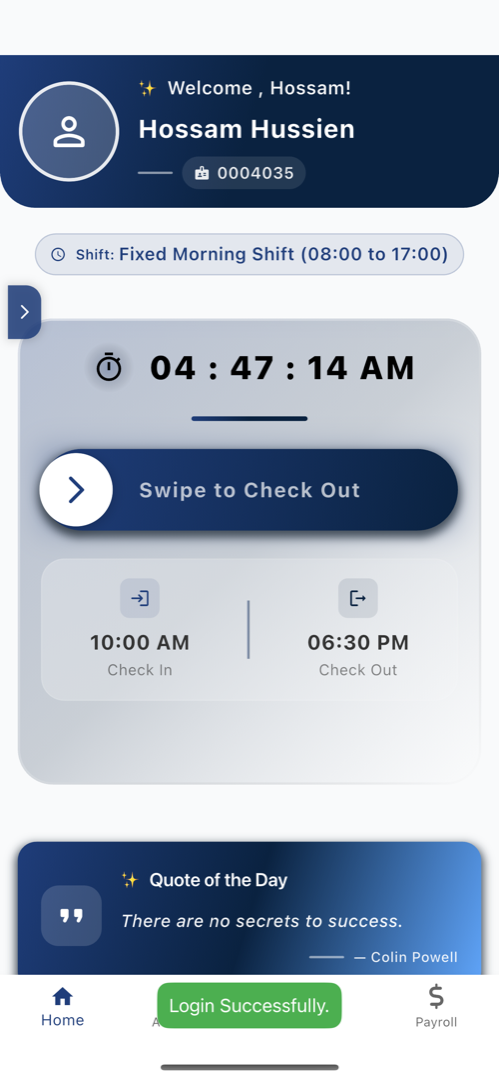 ✨ Welcome , Hossam!
Hossam Hussien
0004035
Shift: Fixed Morning Shift (08:00 to 17:00)
04 : 47 : 14 AM
Swipe to Check Out
10:00 AM
Check In
06:30 PM
Check Out
✨ Quote of the Day
There are no secrets to success.
— Colin Powell
Login Successfully.
Home
Payroll